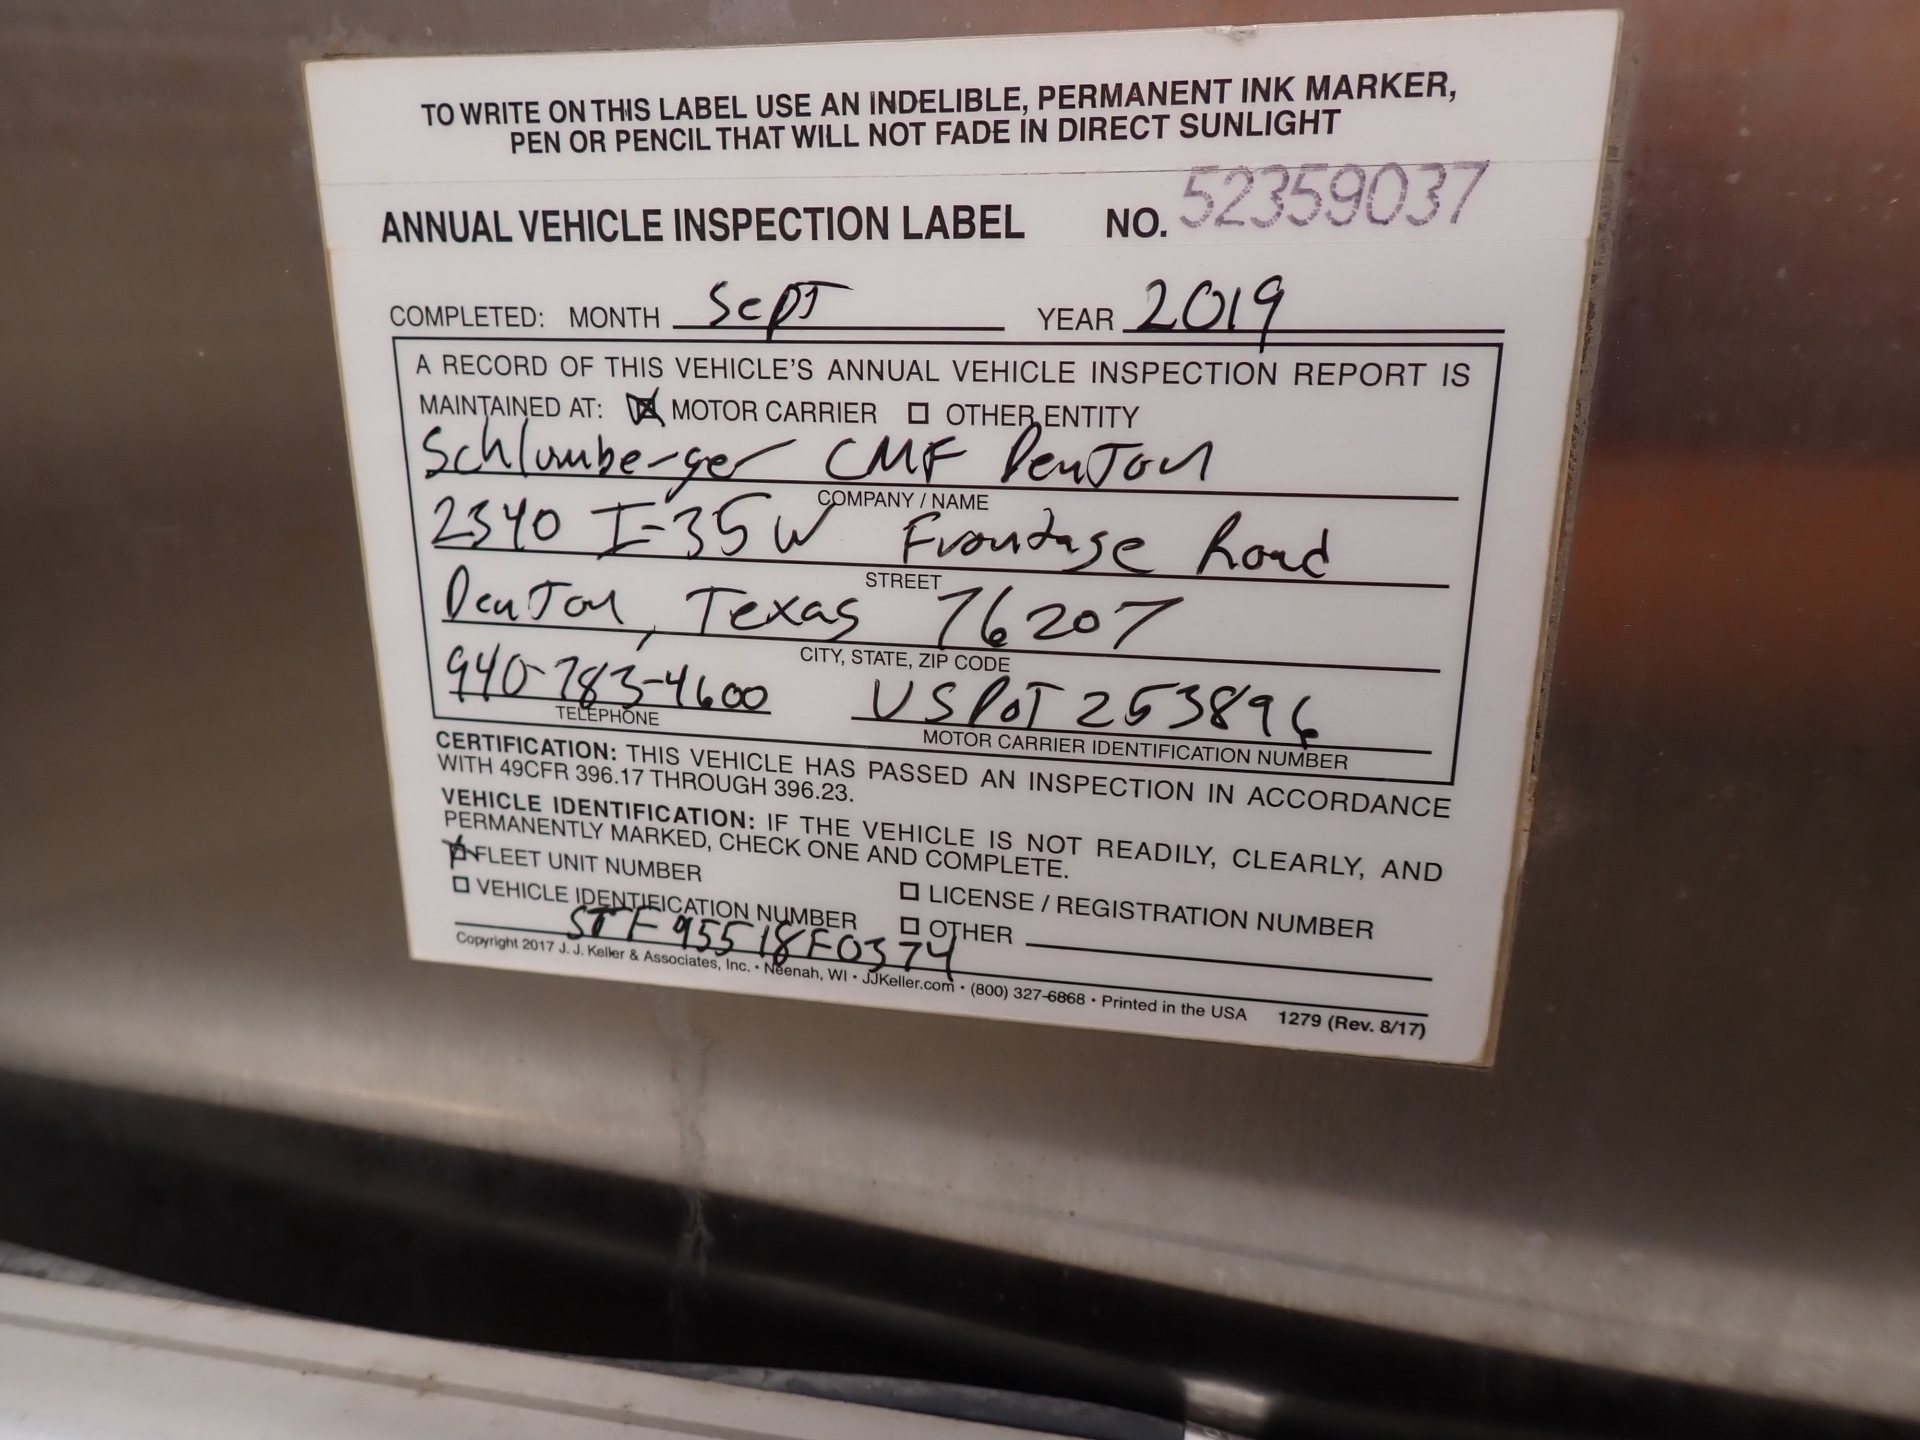 TO WRITE ON THIS LABEL USE AN INDELIBLE, PERMANENT INK MARKER,
PEN OR PENCIL THAT WILL NOT FADE IN DIRECT SUNLIGHT
ANNUAL VEHICLE INSPECTION LABEL NO. 52359037
COMPLETED: MONTH Sept YEAR 2019
A RECORD OF THIS VEHICLE'S ANNUAL VEHICLE INSPECTION REPORT IS
MAINTAINED AT: MOTOR CARRIER OTHER ENTITY
Schlumberger CMF Denton
COMPANY / NAME
2340 I-35W Frontage Road
STREET
Denton, Texas 76207
CITY, STATE, ZIP CODE
940-783-4600 USDOT 253896
TELEPHONE MOTOR CARRIER IDENTIFICATION NUMBER
CERTIFICATION: THIS VEHICLE HAS PASSED AN INSPECTION IN ACCORDANCE
WITH 49CFR 396.17 THROUGH 396.23.
VEHICLE IDENTIFICATION: IF THE VEHICLE IS NOT READILY, CLEARLY, AND
PERMANENTLY MARKED, CHECK ONE AND COMPLETE.
FLEET UNIT NUMBER LICENSE / REGISTRATION NUMBER
VEHICLE IDENTIFICATION NUMBER OTHER
STF95518F0374
Copyright 2017 J. J. Keller & Associates, Inc. • Neenah, WI • JJKeller.com • (800) 327-6868 • Printed in the USA 1279 (Rev. 8/17)